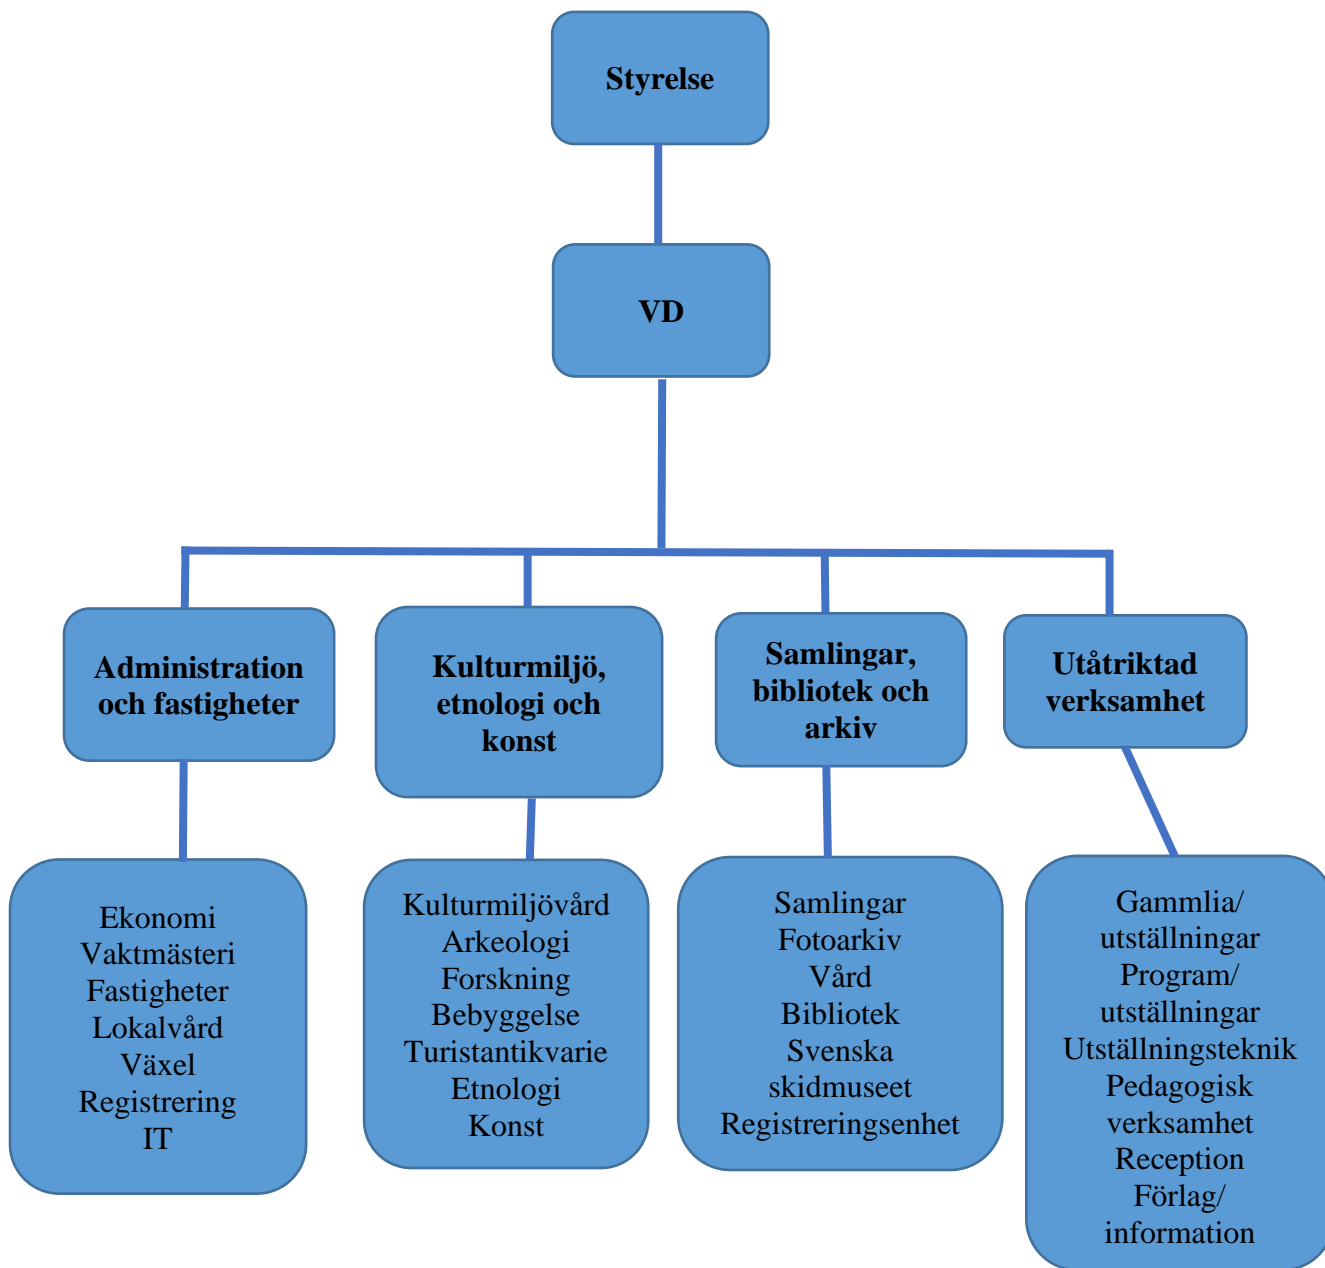 Styrelse
VD
Administration
och fastigheter
Kulturmiljö,
etnologi och
konst
Samlingar,
bibliotek och
arkiv
Utåtriktad
verksamhet
Ekonomi
Vaktmästeri
Fastigheter
Lokalvård
Växel
Registrering
IT
Kulturmiljövård
Arkeologi
Forskning
Bebyggelse
Turistantikvarie
Etnologi
Konst
Samlingar
Fotoarkiv
Vård
Bibliotek
Svenska
skidmuseet
Registreringsenhet
Gammlia/
utställningar
Program/
utställningar
Utställningsteknik
Pedagogisk
verksamhet
Reception
Förlag/
information